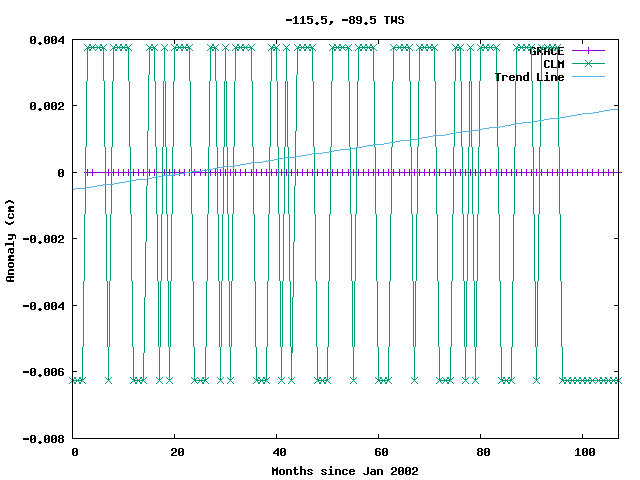 -115.5, -89.5 TWS
0.004
GRACE
CLM
Trend Line
0.002
0
-0.002
-0.004
-0.006
-0.008
Anomaly (cm)
0 20 40 60 80 100
Months since Jan 2002